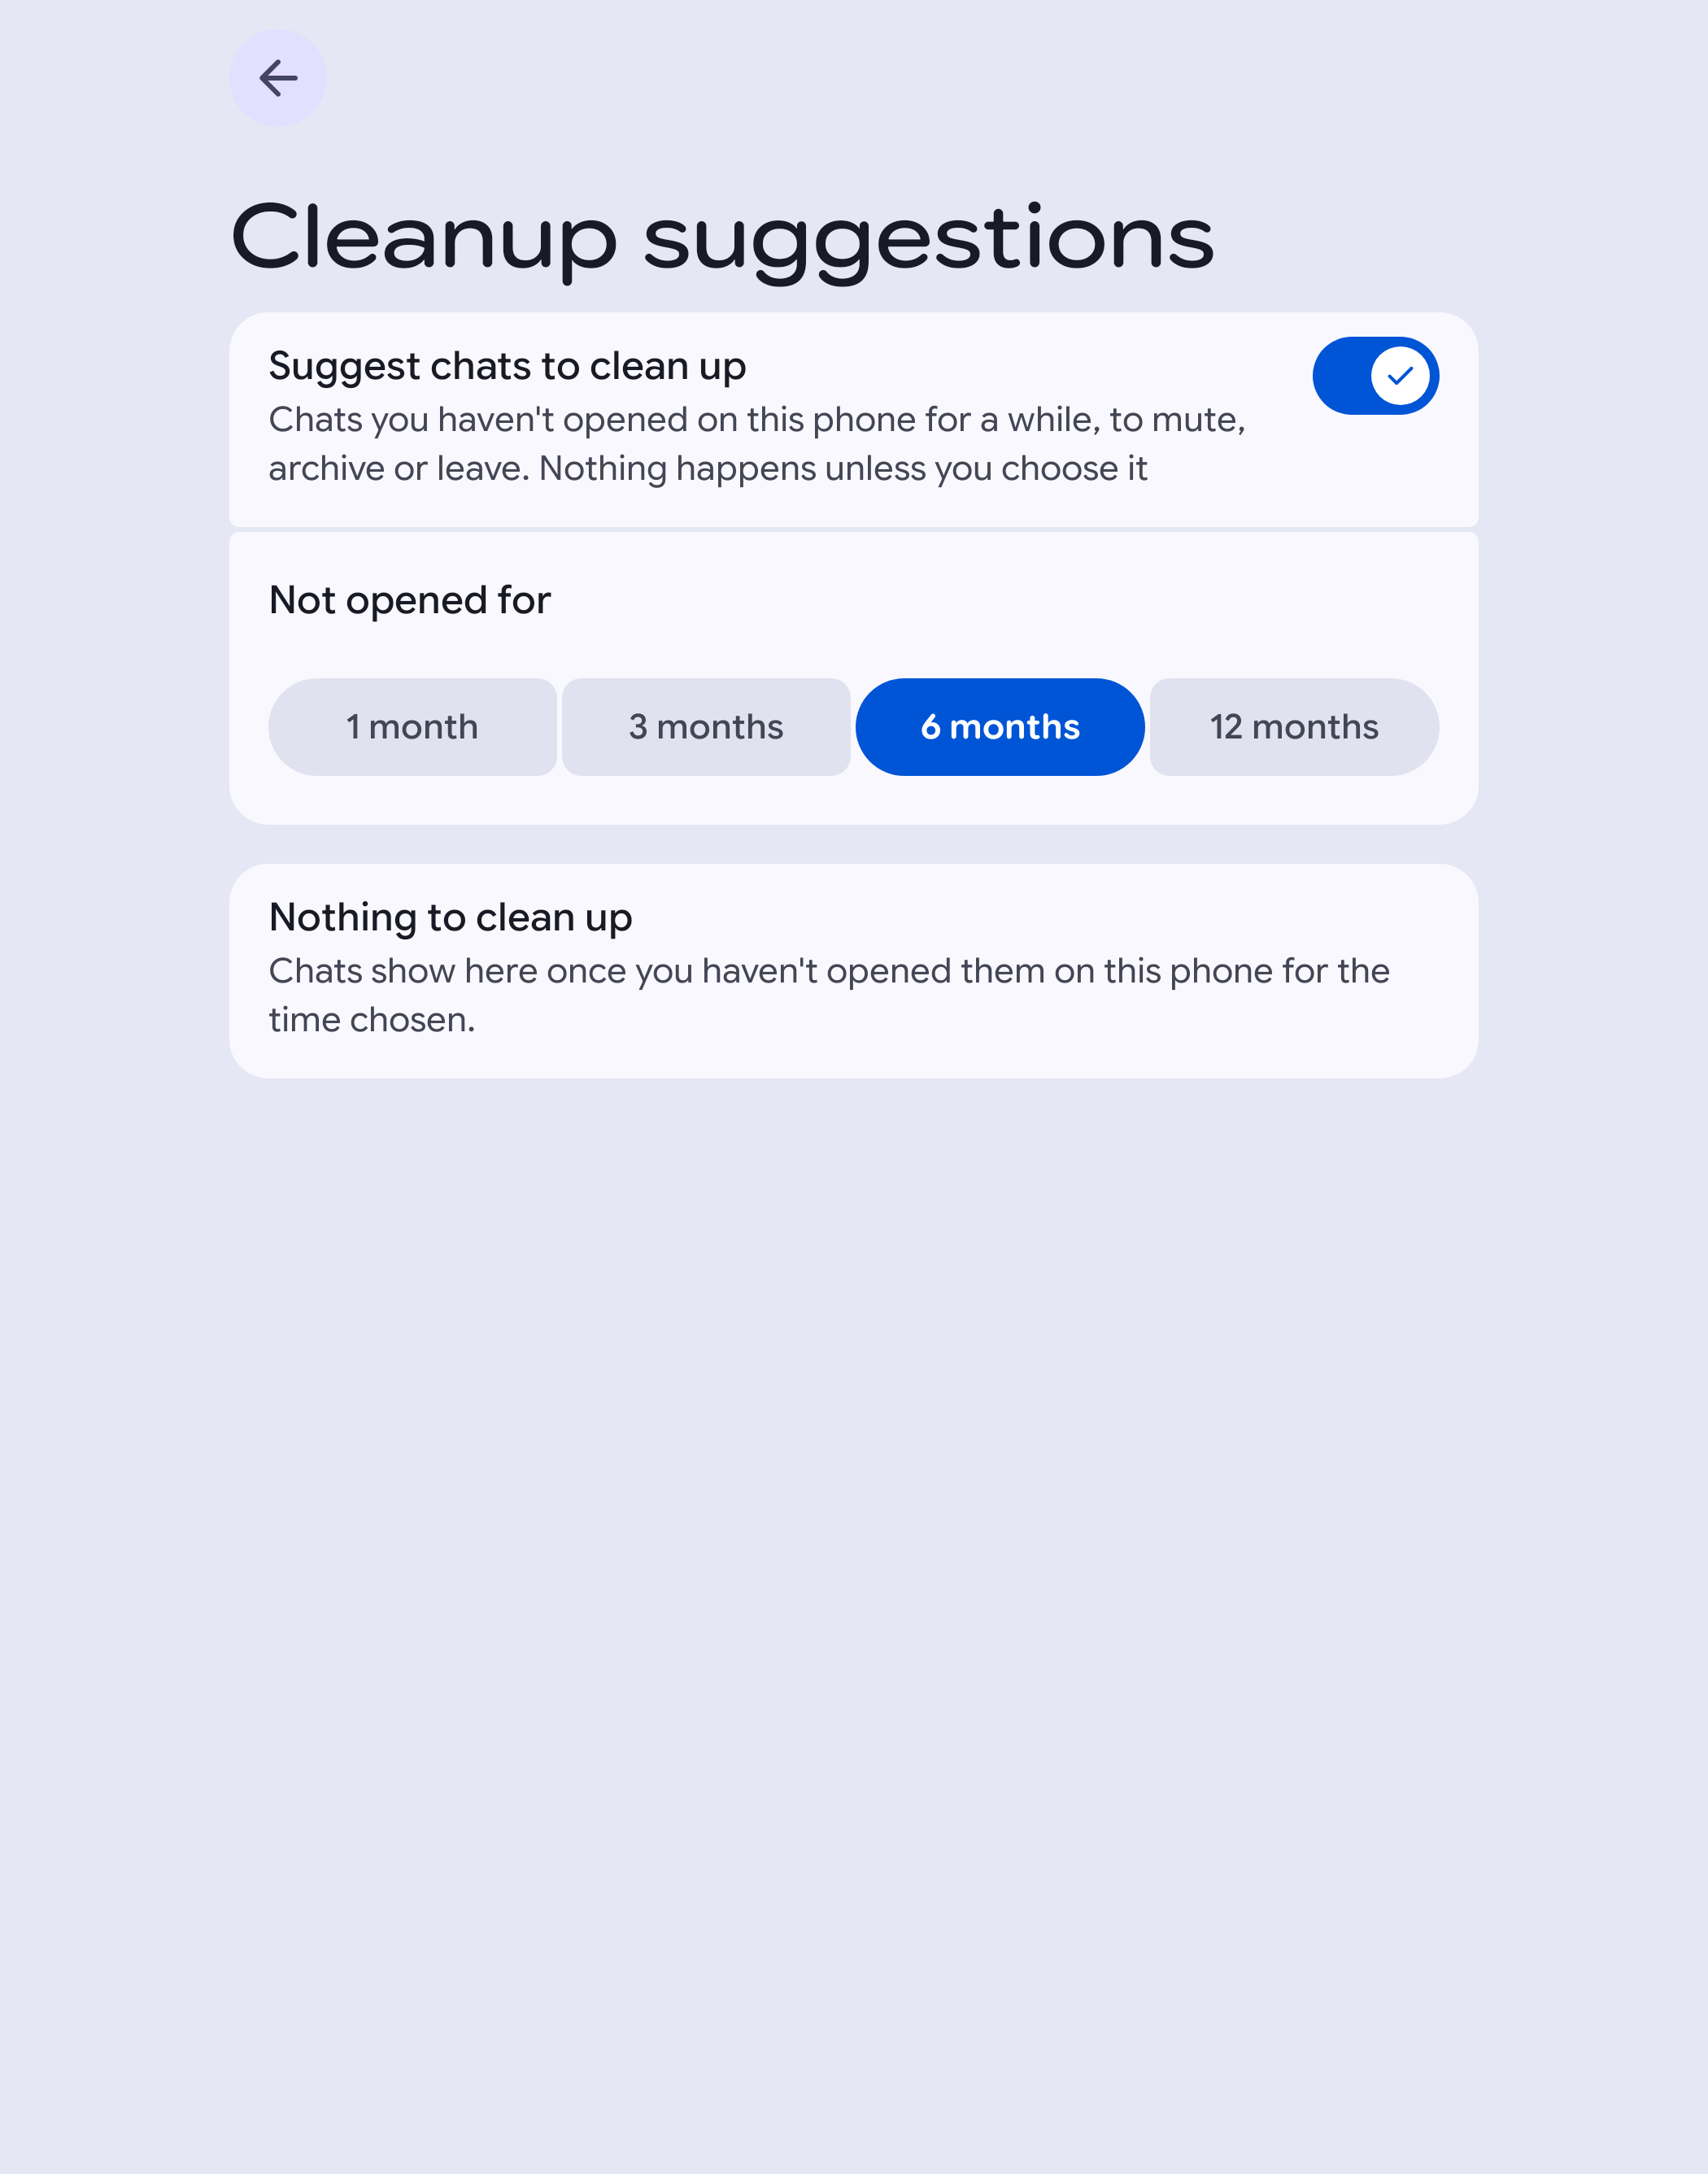 Cleanup suggestions
Suggest chats to clean up
Chats you haven't opened on this phone for a while, to mute,
archive or leave. Nothing happens unless you choose it
Not opened for
1 month
3 months
6 months
12 months
Nothing to clean up
Chats show here once you haven't opened them on this phone for the
time chosen.